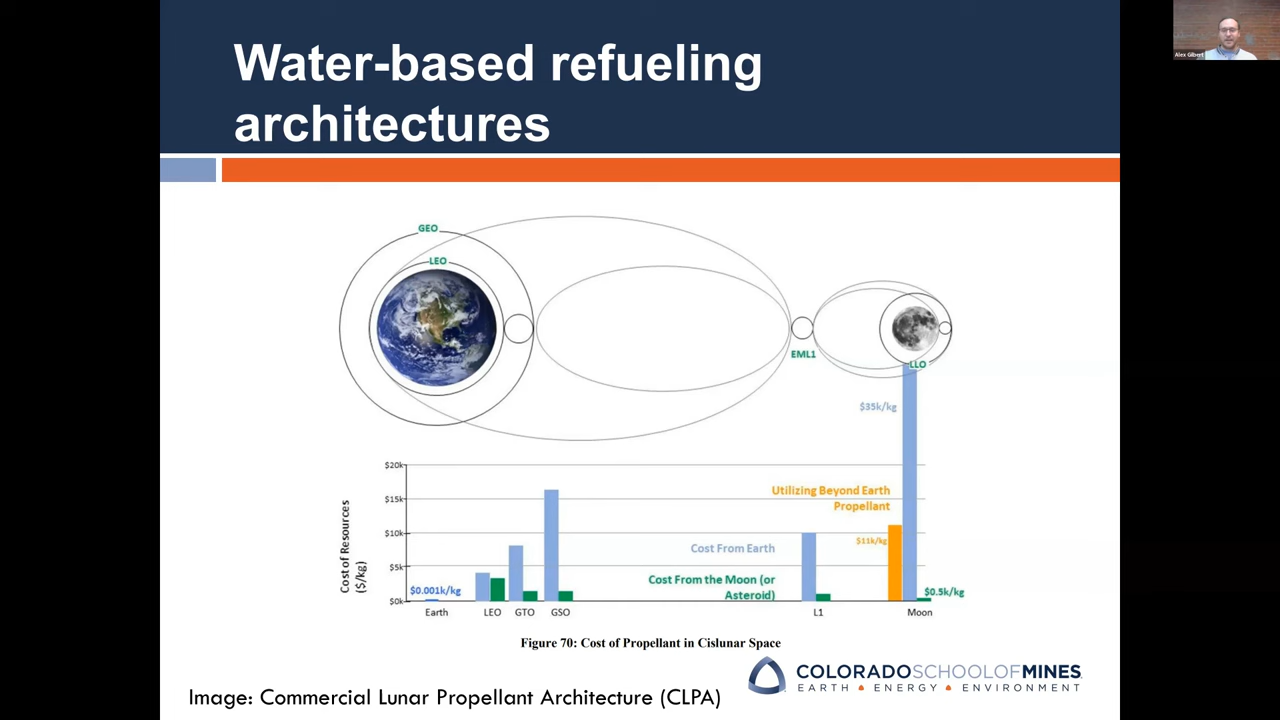 Water-based refueling
architectures
Alex Gilbert
GEO
LEO
EML1
LLO
$35k/kg
$20k
$15k
$10k
$5k
$0k
Cost of Resources
($/kg)
Utilizing Beyond Earth
Propellant
$11k/kg
Cost From Earth
Cost From the Moon (or
Asteroid)
$0.001k/kg
$0.5k/kg
Earth
LEO
GTO
GSO
L1
Moon
Figure 70: Cost of Propellant in Cislunar Space
COLORADOSCHOOLOFMINES
EARTH • ENERGY • ENVIRONMENT
Image: Commercial Lunar Propellant Architecture (CLPA)